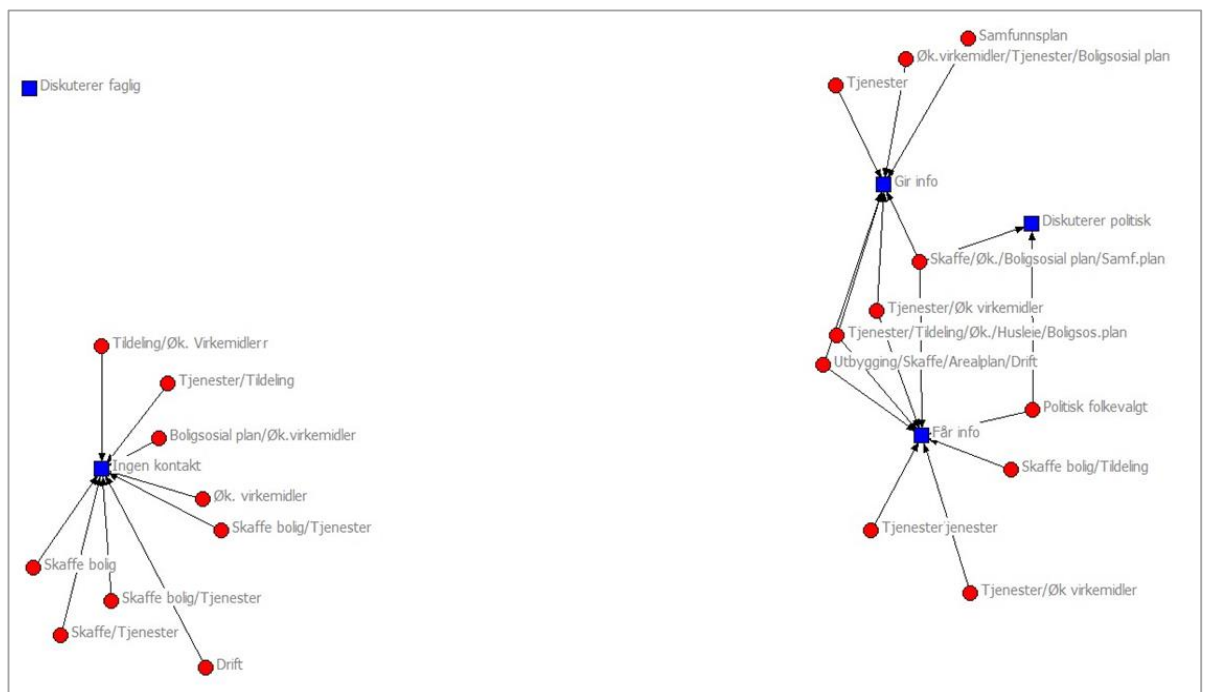 Samfunnsplan
Øk.virkemidler/Tjenester/Boligsosial plan
Tjenester
Diskuterer faglig
Gir info
Diskuterer politisk
Skaffe/Øk./Boligsosial plan/Samf.plan
Tjenester/Øk virkemidler
Tjenester/Tildeling/Øk./Husleie/Boligsos.plan
Utbygging/Skaffe/Arealplan/Drift
Tildeling/Øk. Virkemidlerr
Tjenester/Tildeling
Politisk folkevalgt
Boligsosial plan/Øk.virkemidler
Får info
Ingen kontakt
Skaffe bolig/Tildeling
Øk. virkemidler
Skaffe bolig/Tjenester
Tjenesterjenester
Skaffe bolig
Tjenester/Øk virkemidler
Skaffe bolig/Tjenester
Skaffe/Tjenester
Drift